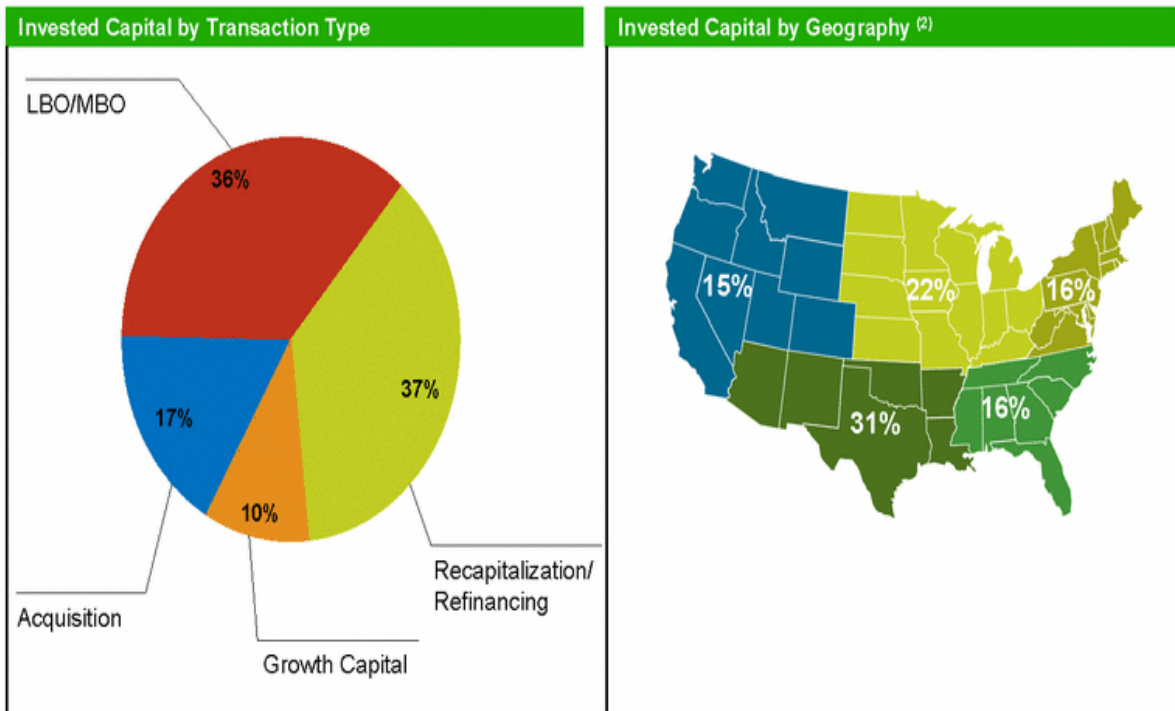 Invested Capital by Transaction Type
LBO/MBO
36%
37%
17%
10%
Recapitalization/
Refinancing
Acquisition
Growth Capital
Invested Capital by Geography (2)
15%
22%
16%
31%
16%